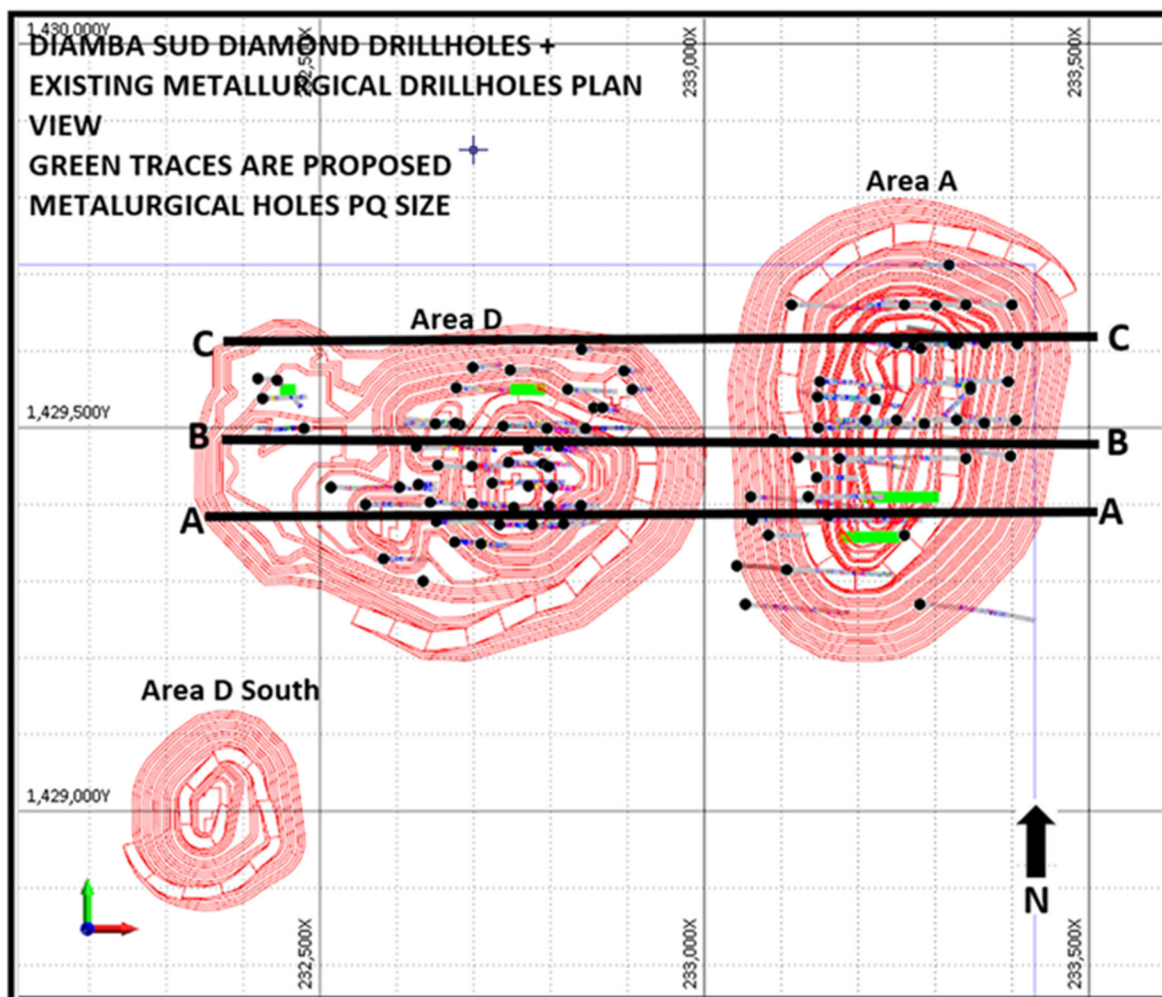 1,430,000Y
DIAMBA SUD DIAMOND DRILLHOLES +
EXISTING METALLURGICAL DRILLHOLES PLAN
VIEW
GREEN TRACES ARE PROPOSED
METALURGICAL HOLES PQ SIZE
232,500X
233,000X
233,500X
Area A
Area D
C
C
1,429,500Y
B
B
A
A
Area D South
1,429,000Y
N
232,500X
233,000X
233,500X